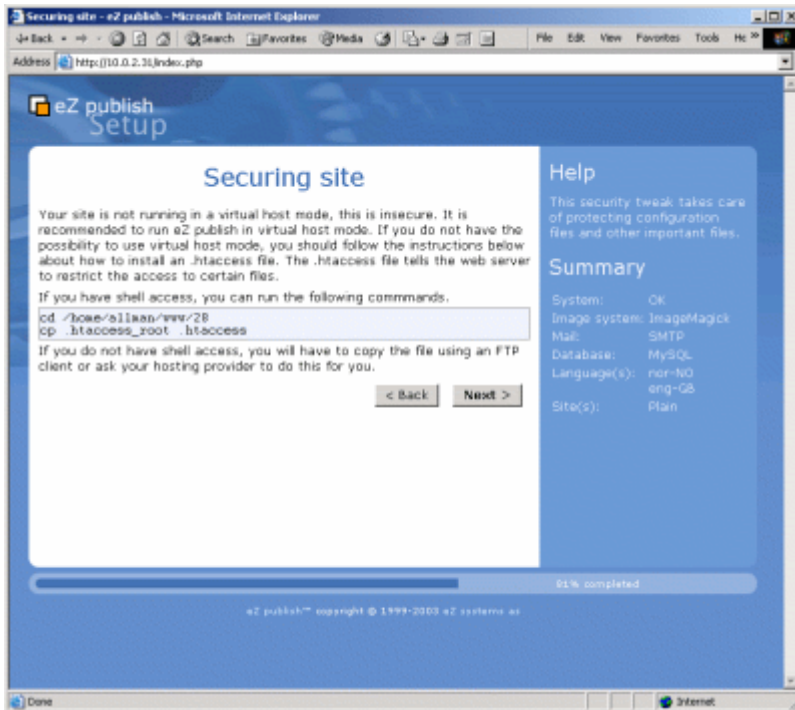 Securing site - eZ publish - Microsoft Internet Explorer
Back Search Favorites Media File Edit View Favorites Tools He »
Address http://10.0.2.31/index.php
eZ publish
Setup
Securing site
Your site is not running in a virtual host mode, this is insecure. It is
recommended to run eZ publish in virtual host mode. If you do not have the
possibility to use virtual host mode, you should follow the instructions below
about how to install an .htaccess file. The .htaccess file tells the web server
to restrict the access to certain files.
If you have shell access, you can run the following commmands.
cd /home/allman/www/28
cp .htaccess_root .htaccess
If you do not have shell access, you will have to copy the file using an FTP
client or ask your hosting provider to do this for you.
< Back Next >
Help
This security tweak takes care
of protecting configuration
files and other important files.
Summary
System: OK
Image system: ImageMagick
Mail: SMTP
Database: MySQL
Language(s): nor-NO
eng-GB
Site(s): Plain
81% completed
eZ publish™ copyright © 1999-2003 eZ systems as
Done Internet